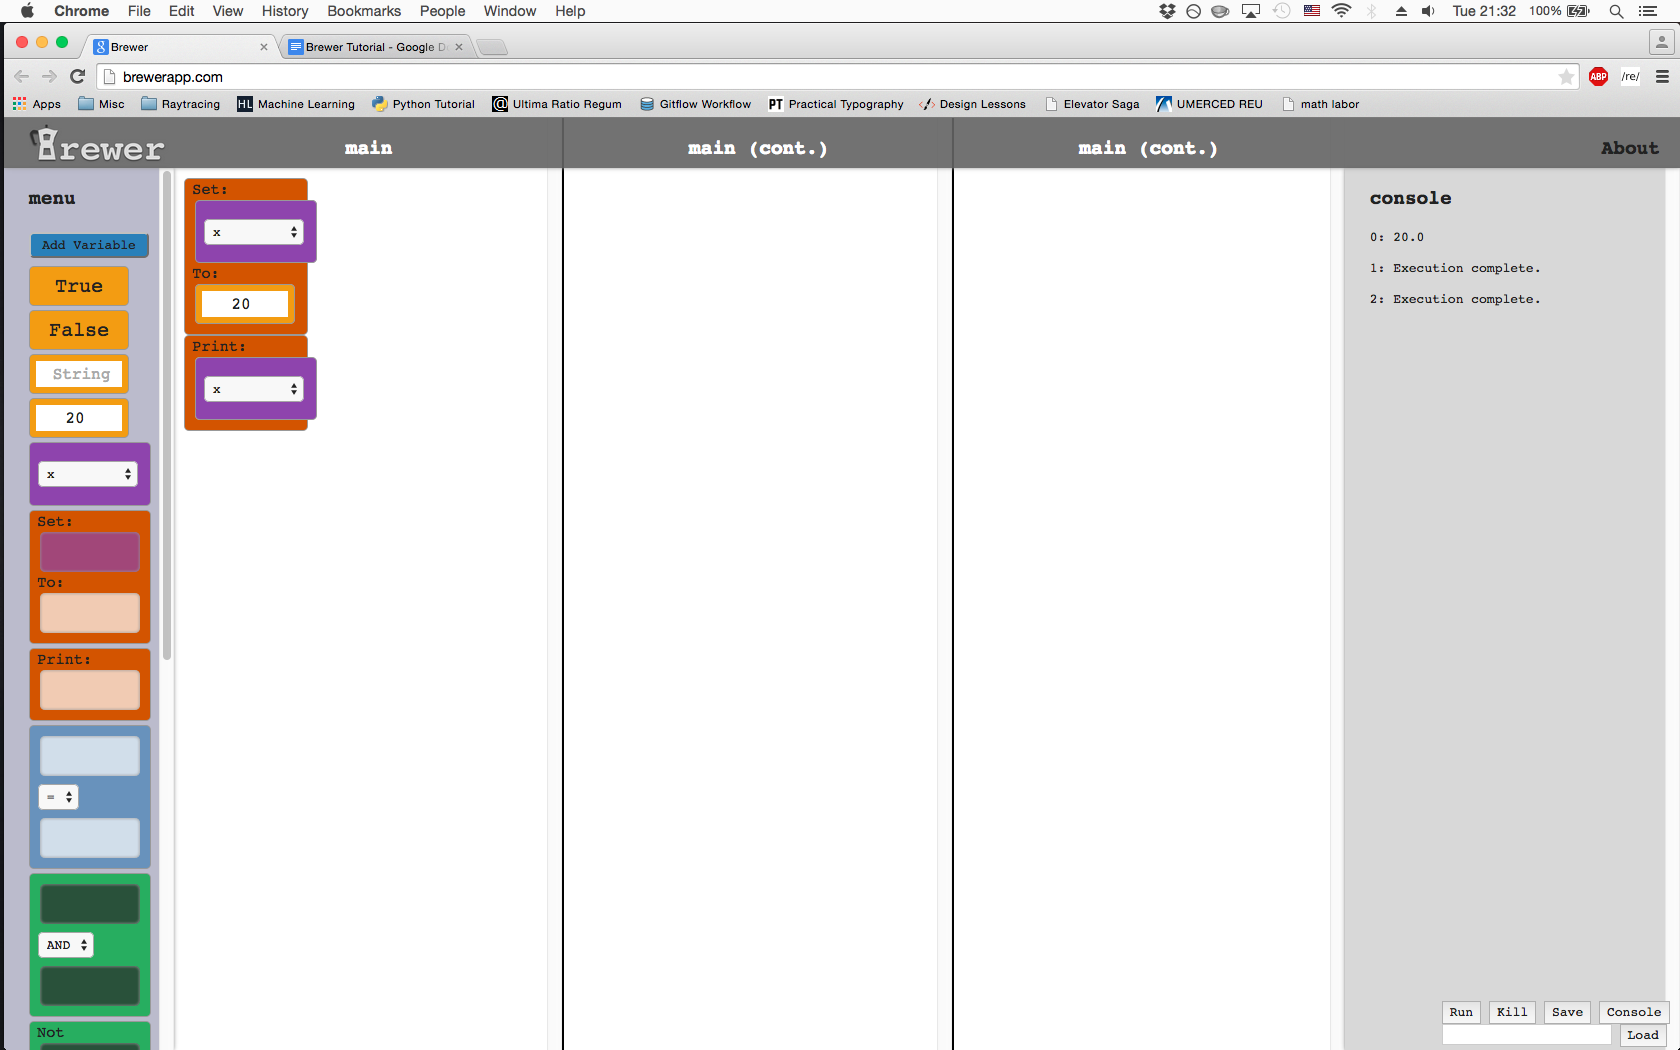 Chrome File Edit View History Bookmarks People Window Help Tue 21:32 100%
Brewer Brewer Tutorial - Google D
brewerapp.com ABP /re/
Apps Misc Raytracing HL Machine Learning Python Tutorial @ Ultima Ratio Regum Gitflow Workflow PT Practical Typography Design Lessons Elevator Saga UMERCED REU math labor
Brewer main main (cont.) main (cont.) About
menu
Add Variable
True
False
String
20
x
Set:
To:
Print:
=
AND
Not
Set:
x
To:
20
Print:
x
console
0: 20.0
1: Execution complete.
2: Execution complete.
Run Kill Save Console
Load